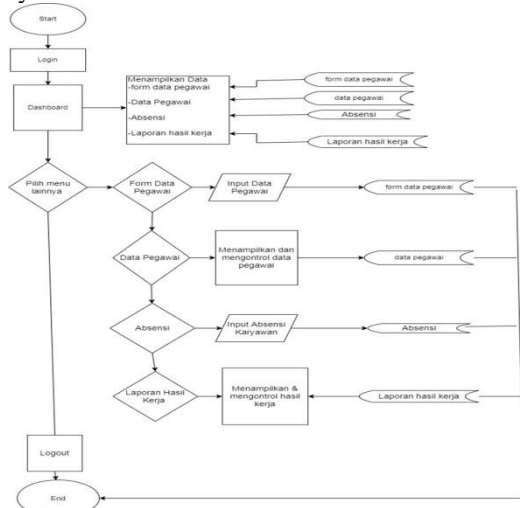 Start
Login
Dashboard
Menampilkan Data
-form data pegawai
-Data Pegawai
-Absensi
-Laporan hasil kerja
form data pegawai
data pegawai
Absensi
Laporan hasil kerja
Pilih menu
lainnya
Form Data
Pegawai
Input Data
Pegawai
form data pegawai
Data Pegawai
Menampilkan dan
mengontrol data
pegawai
data pegawai
Absensi
Input Absensi
Karyawan
Absensi
Laporan Hasil
Kerja
Menampilkan &
mengontrol hasil
kerja
Laporan hasil kerja
Logout
End